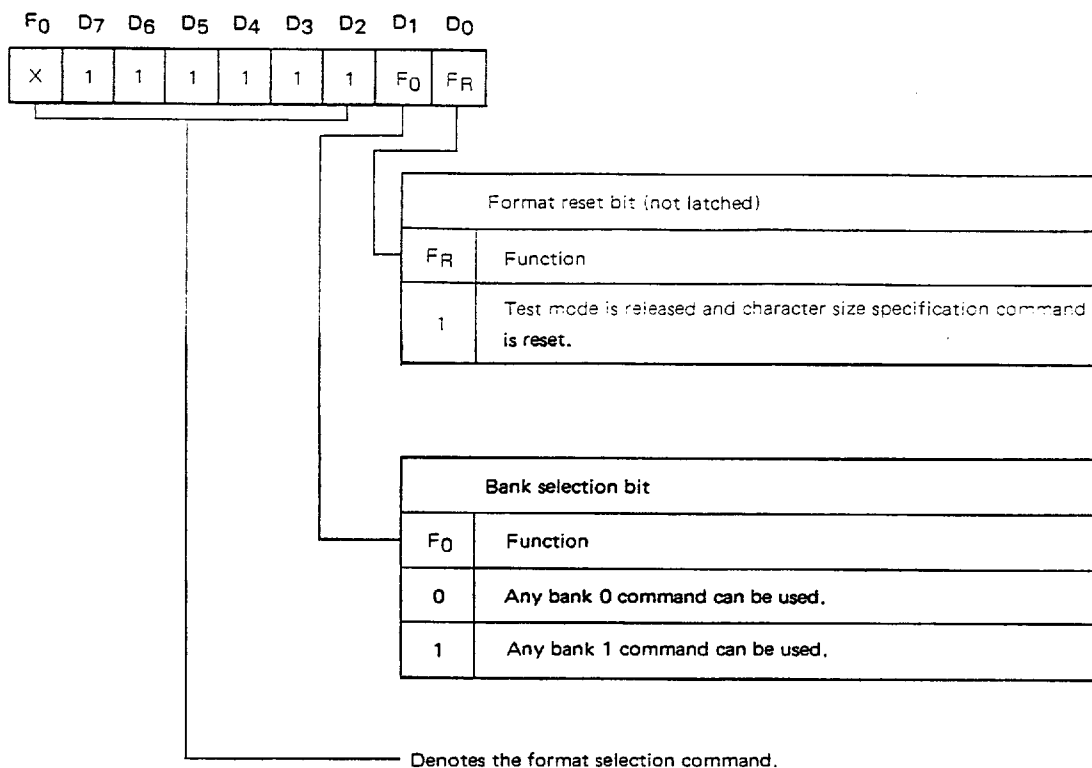 F0 D7 D6 D5 D4 D3 D2 D1 D0
X 1 1 1 1 1 1 F0 FR
Format reset bit (not latched)
FR Function
1 Test mode is released and character size specification command
is reset.
Bank selection bit
F0 Function
0 Any bank 0 command can be used.
1 Any bank 1 command can be used.
Denotes the format selection command.